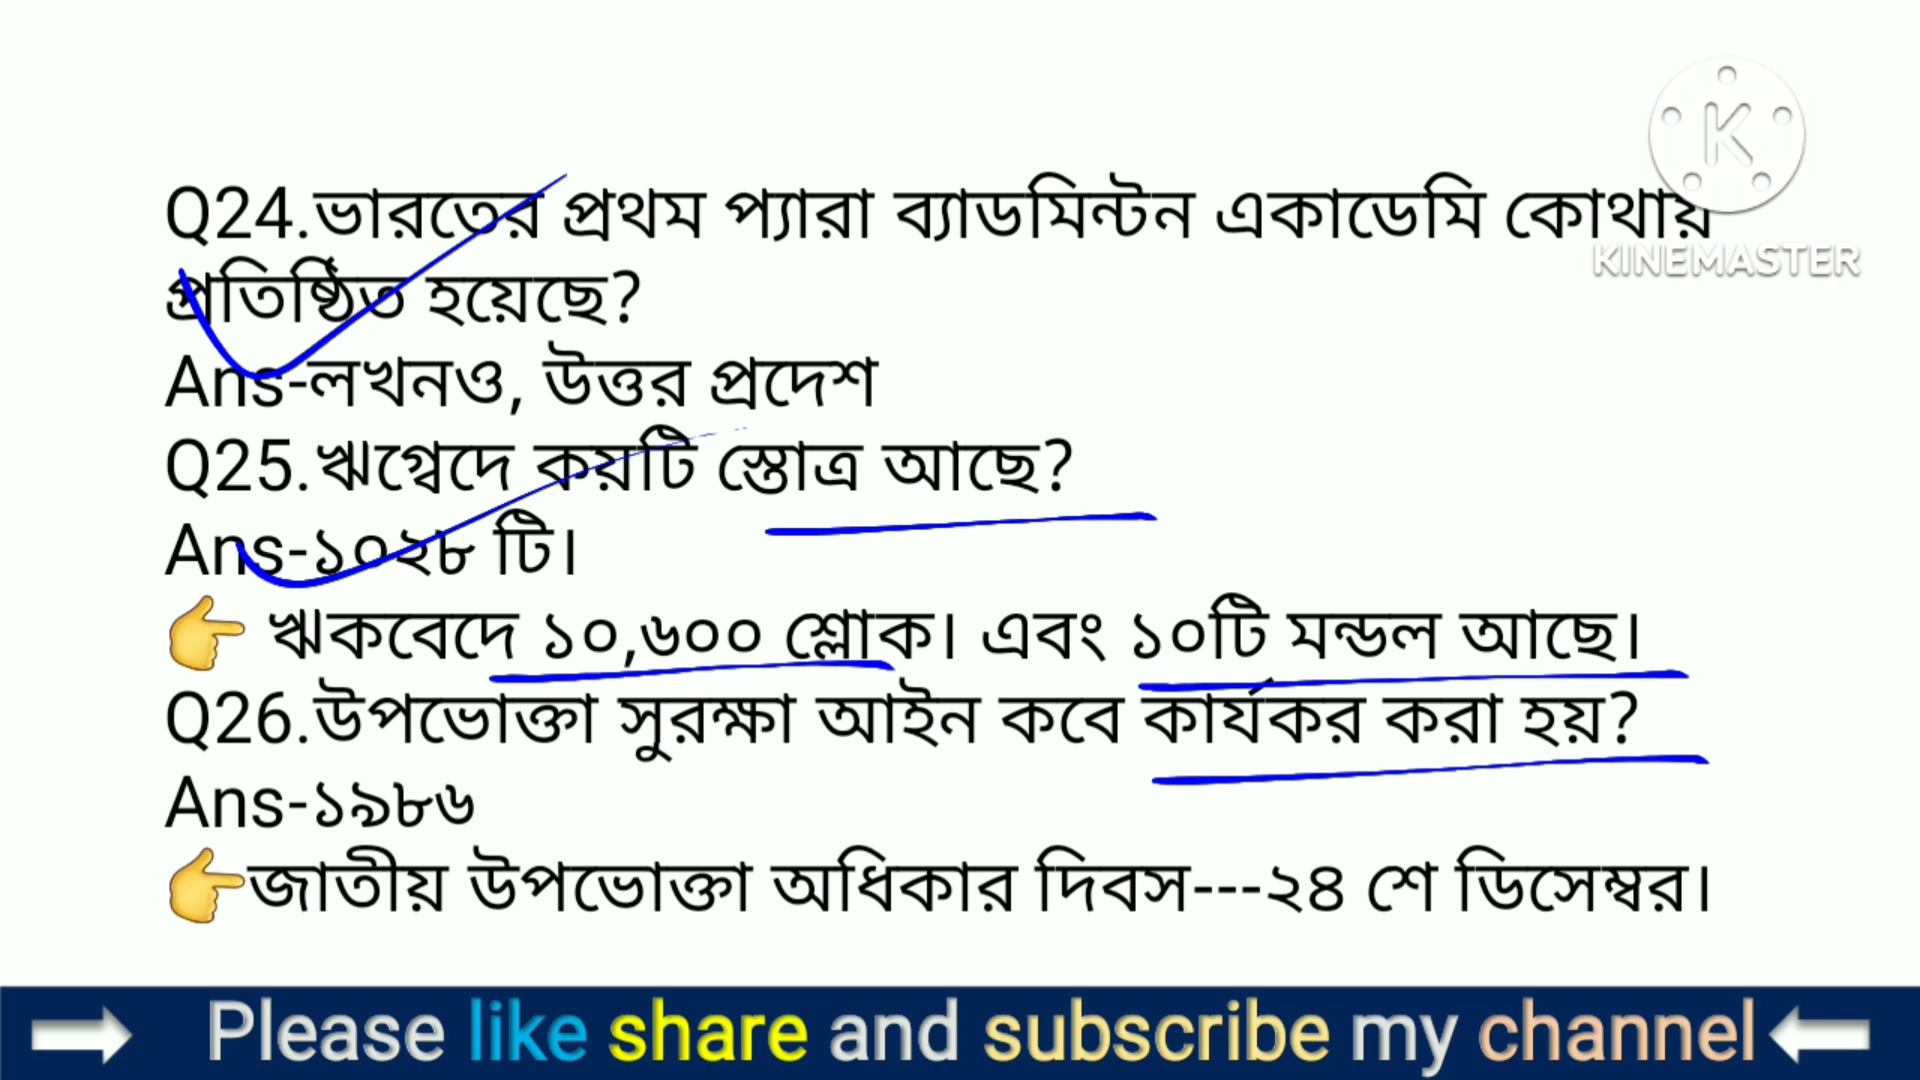 Q24.ভারতের প্রথম প্যারা ব্যাডমিন্টন একাডেমি কোথায়
প্রতিষ্ঠিত হয়েছে?
Ans-লখনও, উত্তর প্রদেশ
Q25.ঋগ্বেদে কয়টি স্তোত্র আছে?
Ans-১০২৮ টি।
👉 ঋকবেদে ১০,৬০০ শ্লোক। এবং ১০টি মন্ডল আছে।
Q26.উপভোক্তা সুরক্ষা আইন কবে কার্যকর করা হয়?
Ans-১৯৮৬
👉জাতীয় উপভোক্তা অধিকার দিবস---২৪ শে ডিসেম্বর।
Please like share and subscribe my channel
K
KINEMASTER